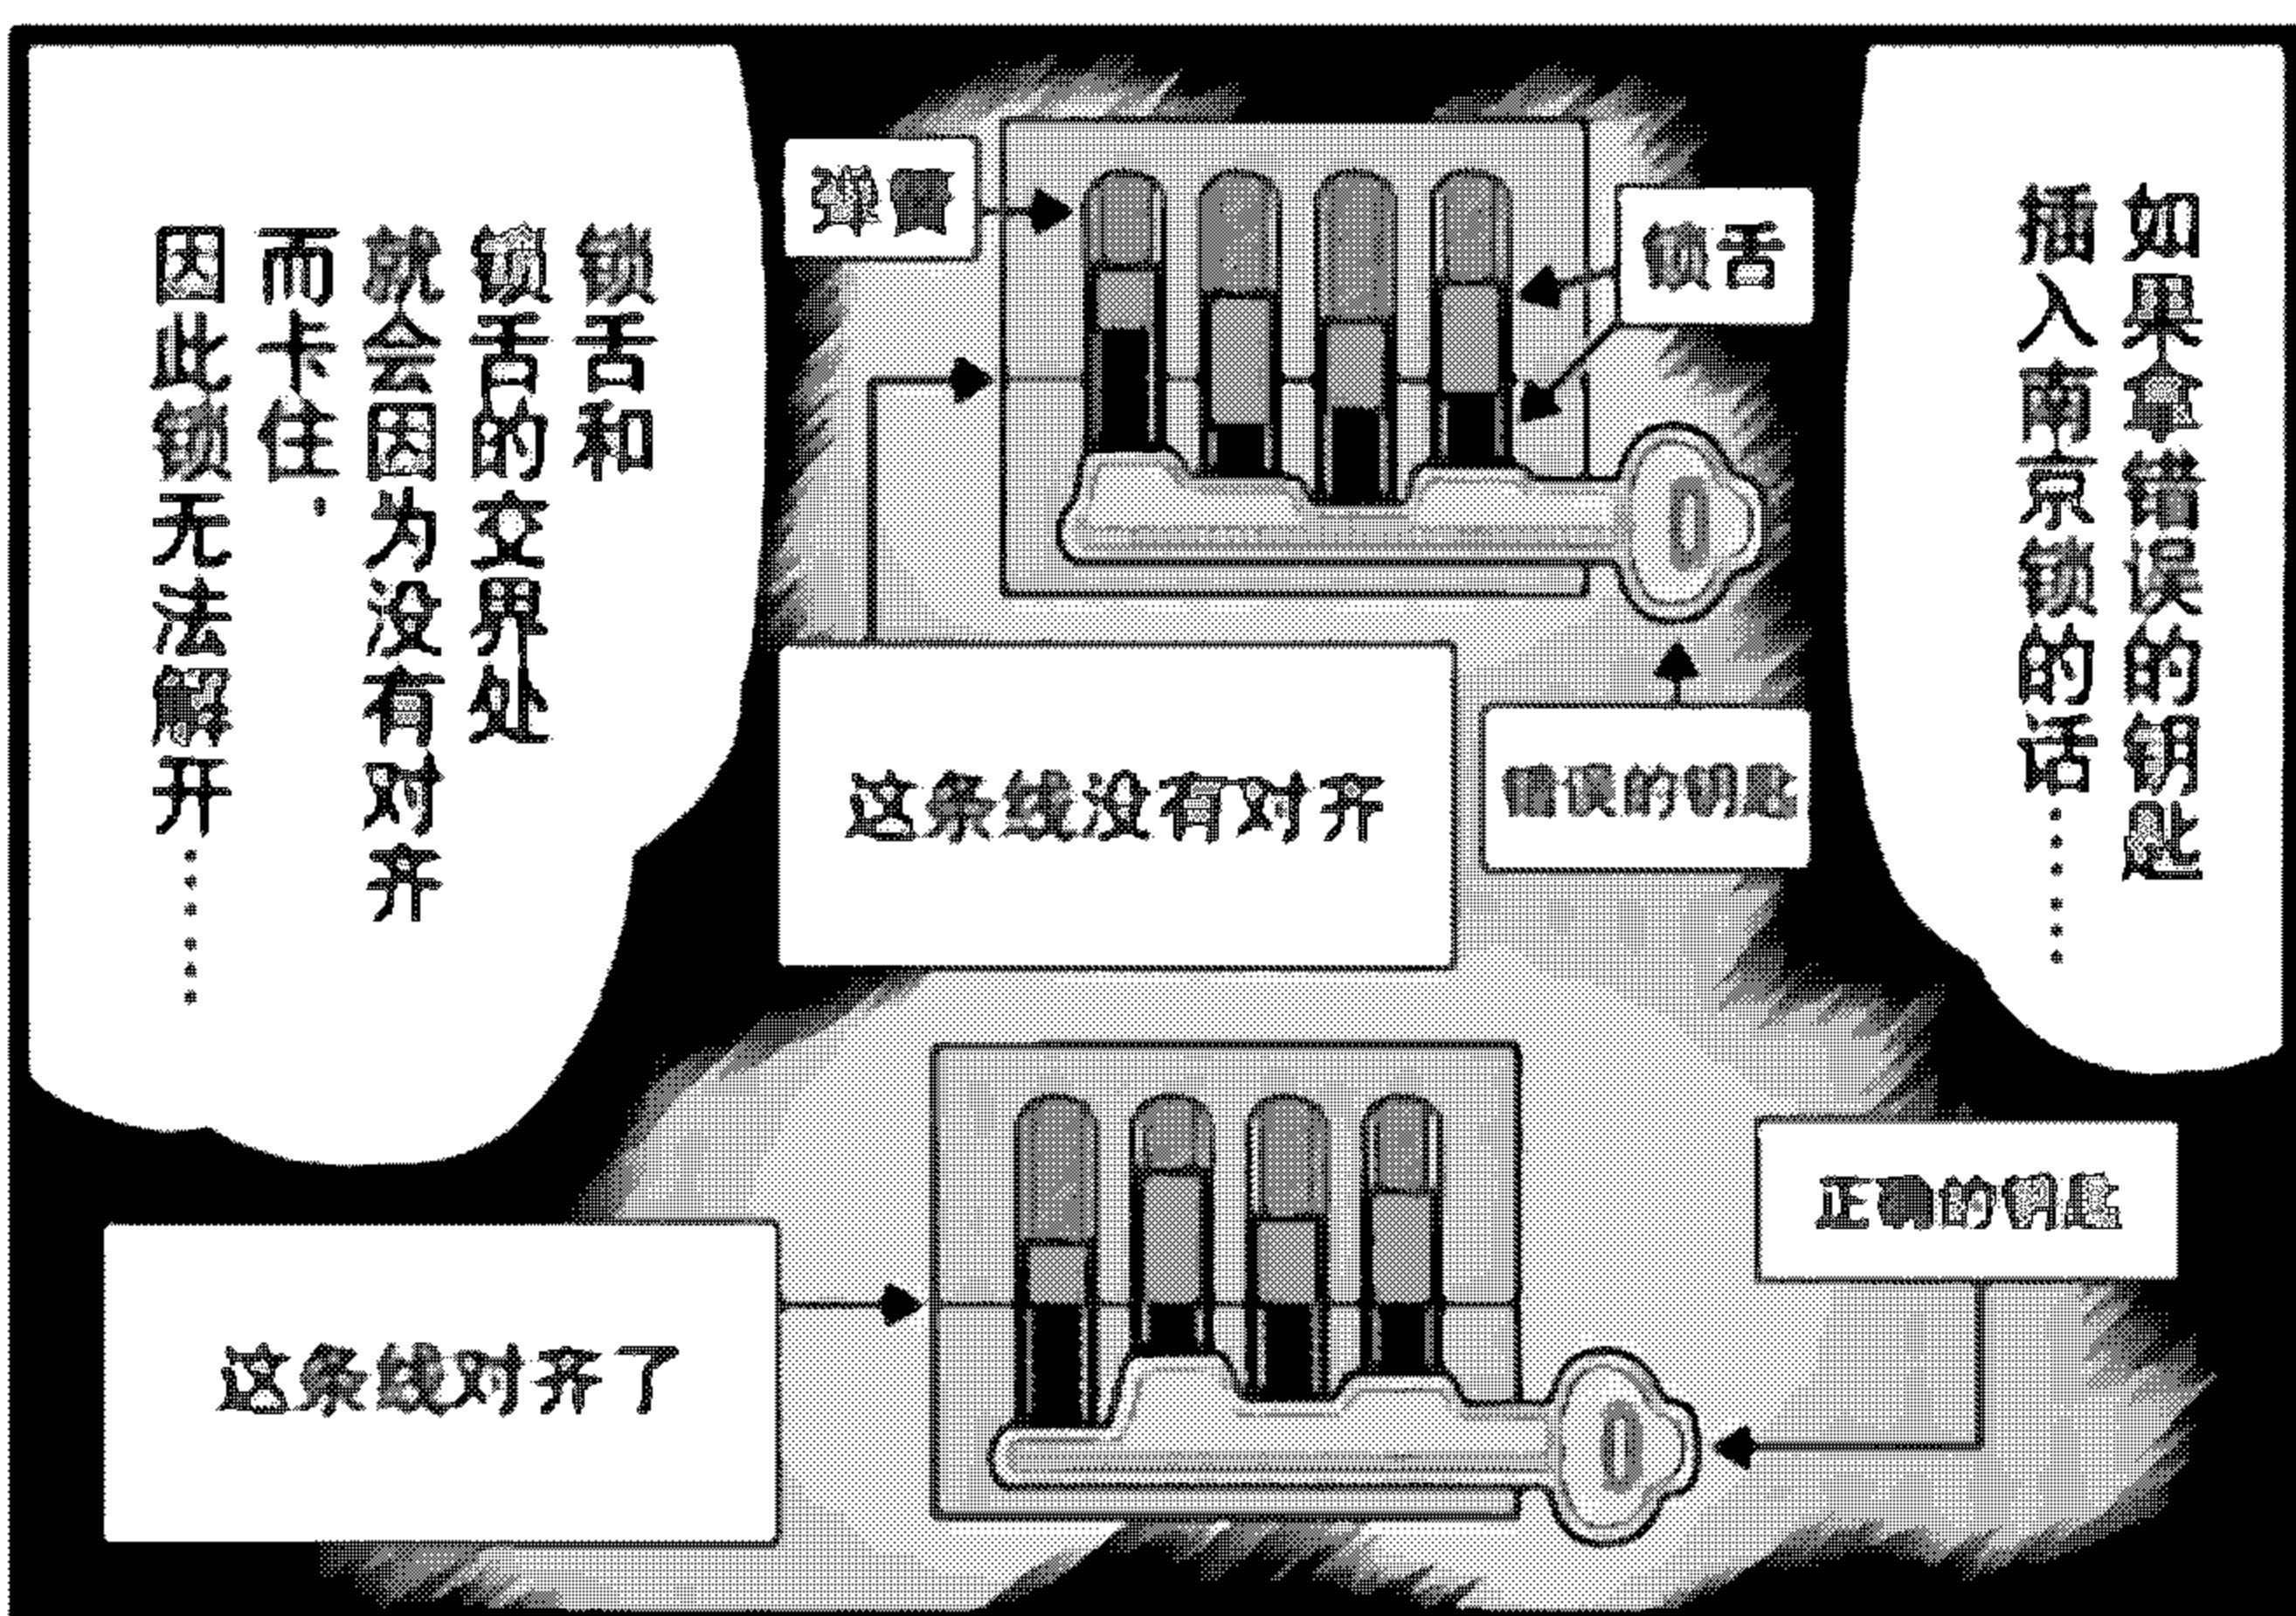 如果拿错误的钥匙
插入南京锁的话……
弹簧
锁舌
这条线没有对齐
错误的钥匙
锁舌和
锁舌的交界处
就会因为没有对齐
而卡住，
因此锁无法解开……
正确的钥匙
这条线对齐了